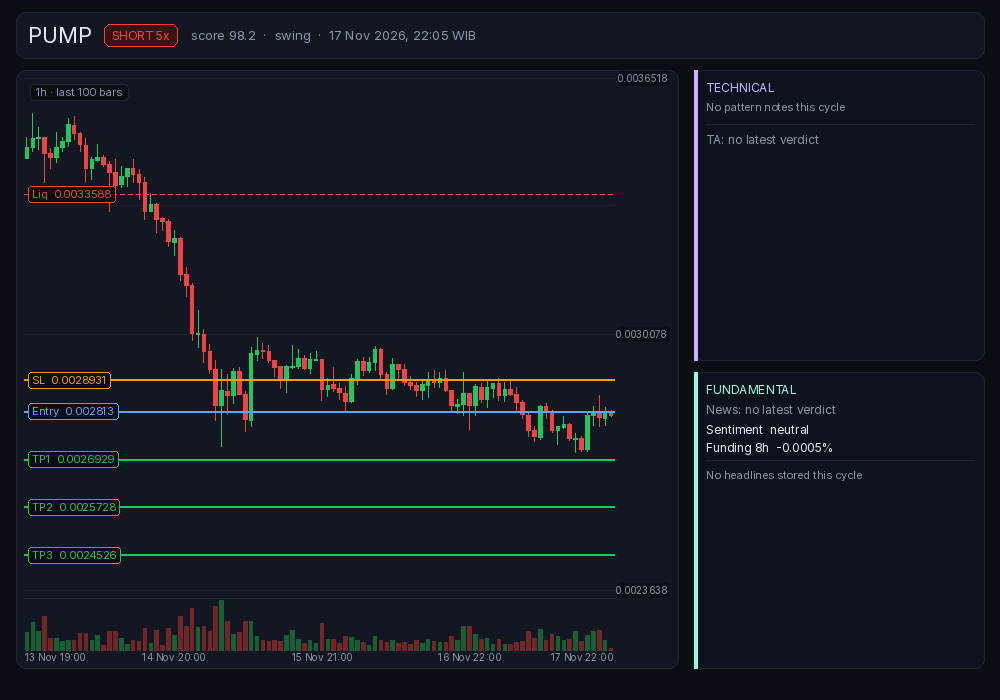 PUMP SHORT 5x score 98.2 · swing · 17 Nov 2026, 22:05 WIB
1h · last 100 bars
0.0036518
Liq 0.0033588
0.0030078
SL 0.0028931
Entry 0.002813
TP1 0.0026929
TP2 0.0025728
TP3 0.0024526
0.0023638
13 Nov 19:00 14 Nov 20:00 15 Nov 21:00 16 Nov 22:00 17 Nov 22:00
TECHNICAL
No pattern notes this cycle
TA: no latest verdict
FUNDAMENTAL
News: no latest verdict
Sentiment neutral
Funding 8h -0.0005%
No headlines stored this cycle